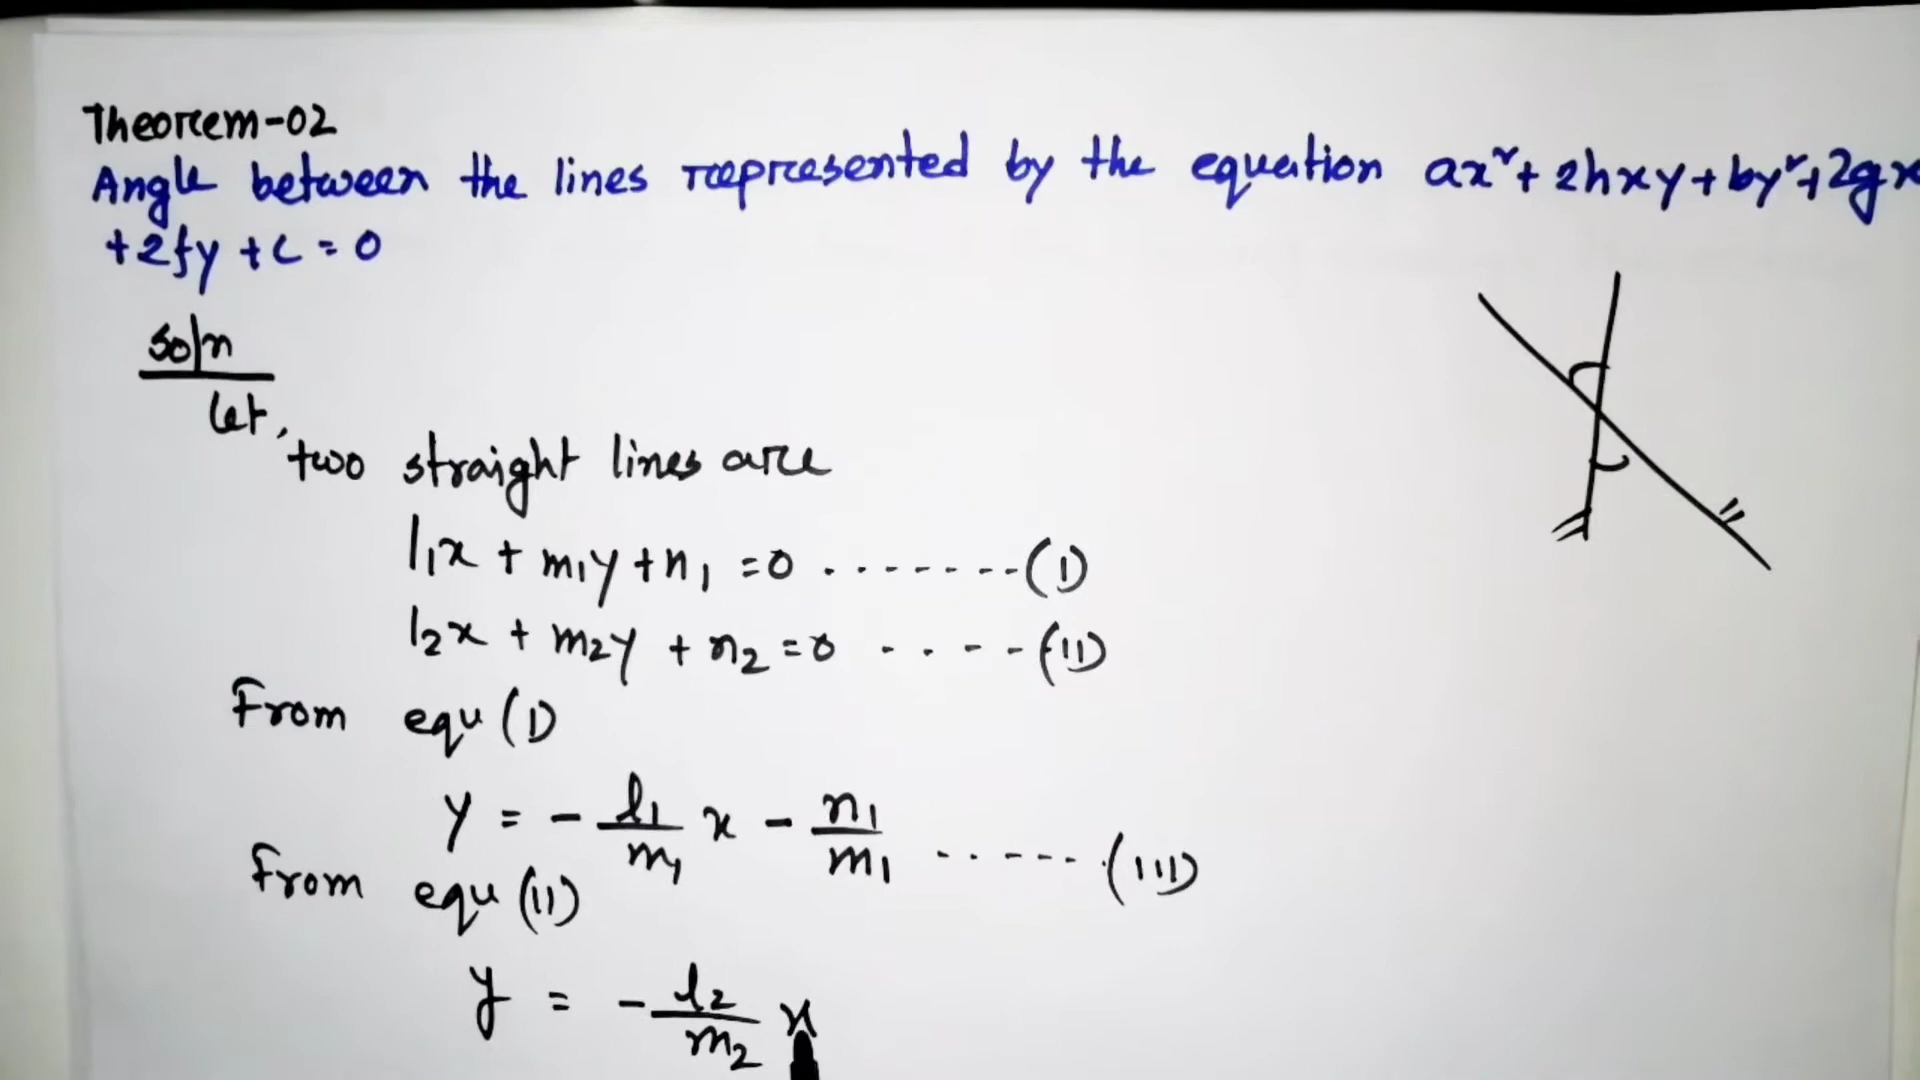 Theorem-02
Angle between the lines represented by the equation ax²+2hxy+by²+2gx
+2fy+c=0
soln
let,
two straight lines are
l₁x + m₁y + n₁ = 0 ........(I)
l₂x + m₂y + n₂ = 0 .....(II)
From equ (I)
y = - l₁/m₁ x - n₁/m₁ ......(III)
From equ (II)
y = - l₂/m₂ x